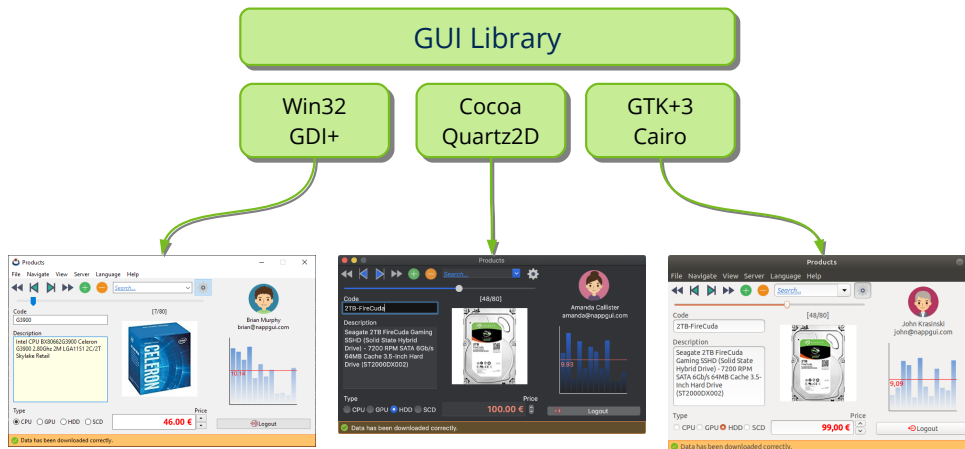 GUI Library
Win32
GDI+
Cocoa
Quartz2D
GTK+3
Cairo
Products
File Navigate View Server Language Help
Search...
[7/80]
Code
G3900
Description
Intel CPU BX80662G3900 Celeron
G3900 2.80Ghz 2M LGA1151 2C/2T
Skylake Retail
CELERON
Brian Murphy
brian@nappgui.com
10,14
Type
CPU GPU HDD SCD
Price
46.00 €
Logout
Data has been downloaded correctly.
Products
Search...
[48/80]
Code
2TB-FireCuda
Description
Seagate 2TB FireCuda Gaming
SSHD (Solid State Hybrid
Drive) - 7200 RPM SATA 6Gb/s
64MB Cache 3.5-Inch Hard
Drive (ST2000DX002)
Amanda Callister
amanda@nappgui.com
9.93
Type
CPU GPU HDD SCD
Price
100.00 €
Logout
Data has been downloaded correctly.
Products
File Navigate View Server Language Help
Search...
[48/80]
Code
2TB-FireCuda
Description
Seagate 2TB FireCuda
Gaming SSHD (Solid State
Hybrid Drive) - 7200 RPM
SATA 6Gb/s 64MB Cache 3.5-
Inch Hard Drive
(ST2000DX002)
John Krasinski
john@nappgui.com
9,09
Type
CPU GPU HDD SCD
Price
99,00 €
Logout
Data has been downloaded correctly.